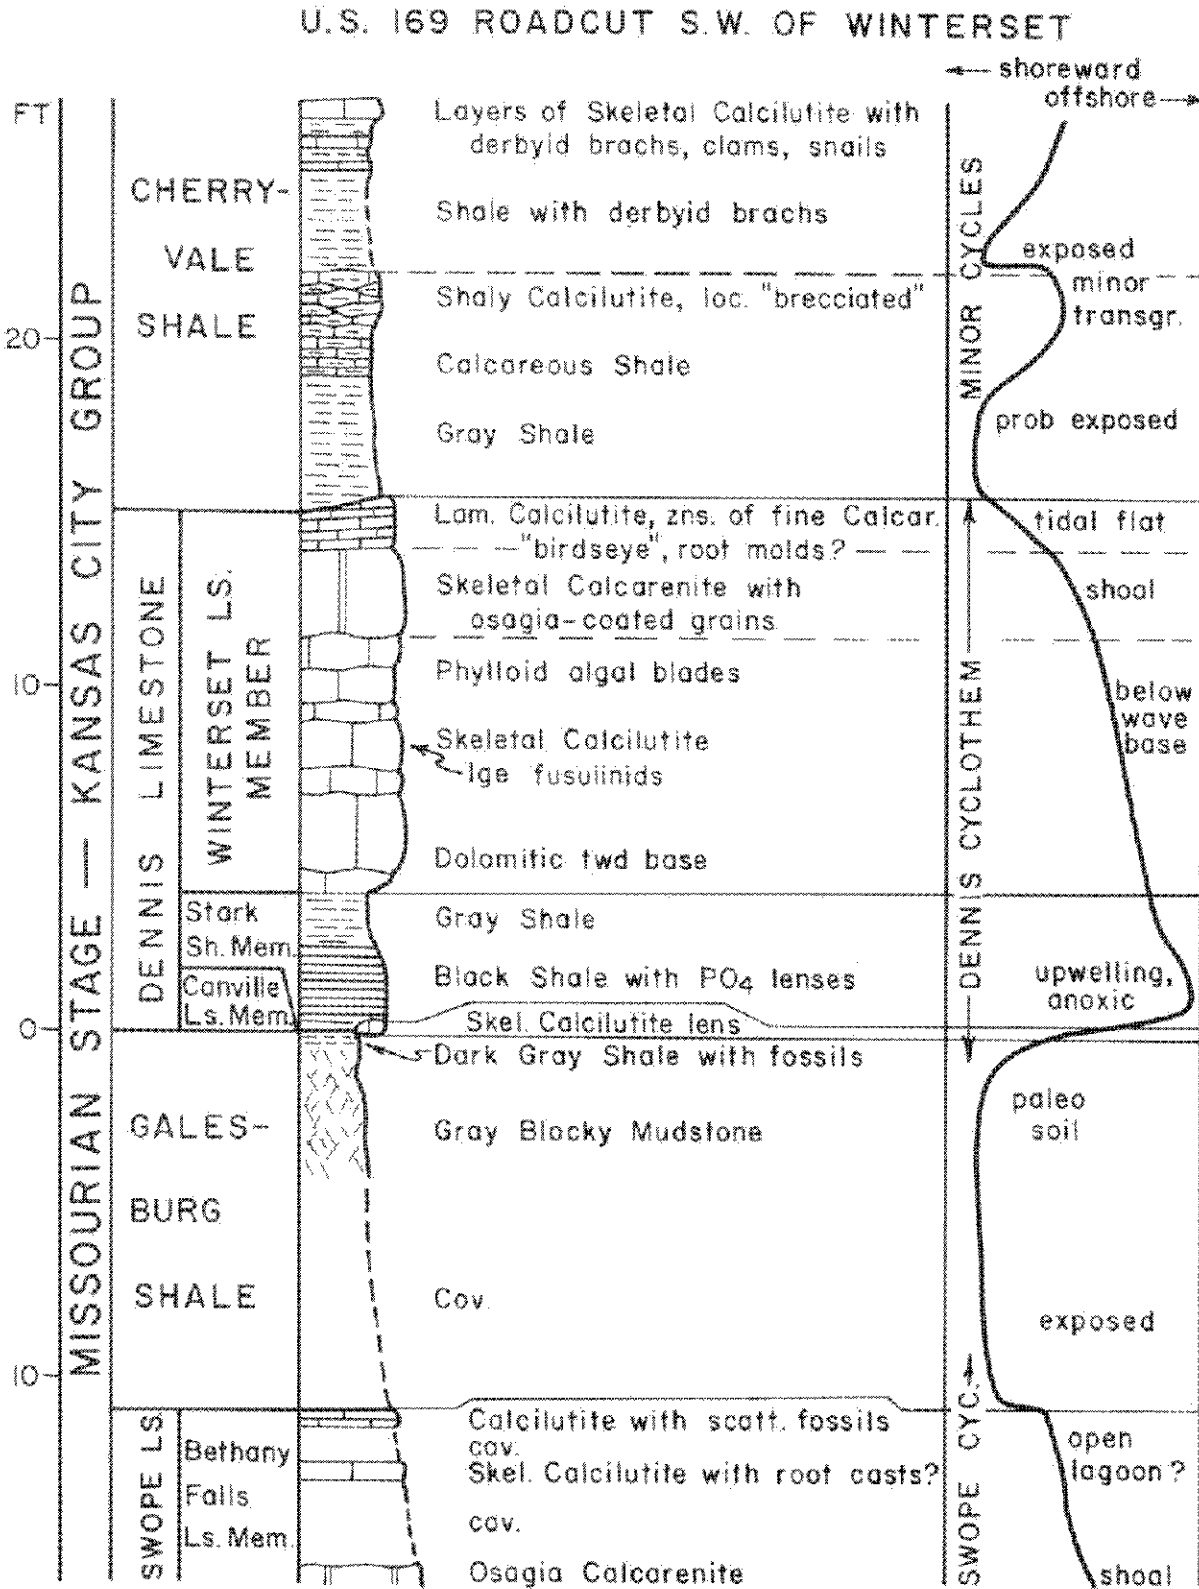 U.S. 169 ROADCUT S.W. OF WINTERSET
← shoreward
offshore →
FT
20
10
0
10
MISSOURIAN STAGE — KANSAS CITY GROUP
CHERRY-
VALE
SHALE
DENNIS LIMESTONE
WINTERSET LS.
MEMBER
Stark
Sh. Mem.
Canville
Ls. Mem.
GALES-
BURG
SHALE
SWOPE LS.
Bethany
Falls
Ls. Mem.
Layers of Skeletal Calcilutite with
derbyid brachs, clams, snails
Shale with derbyid brachs
Shaly Calcilutite, loc. "brecciated"
Calcareous Shale
Gray Shale
Lam. Calcilutite, zns. of fine Calcar.
"birdseye", root molds?
Skeletal Calcarenite with
osagia-coated grains
Phylloid algal blades
Skeletal Calcilutite
lge fusulinids
Dolomitic twd base
Gray Shale
Black Shale with PO4 lenses
Skel. Calcilutite lens
Dark Gray Shale with fossils
Gray Blocky Mudstone
Cov.
Calcilutite with scatt. fossils
cov.
Skel. Calcilutite with root casts?
cov.
Osagia Calcarenite
MINOR CYCLES
DENNIS CYCLOTHEM
SWOPE CYC.
exposed
minor
transgr.
prob exposed
tidal flat
shoal
below
wave
base
upwelling,
anoxic
paleo
soil
exposed
open
lagoon?
shoal